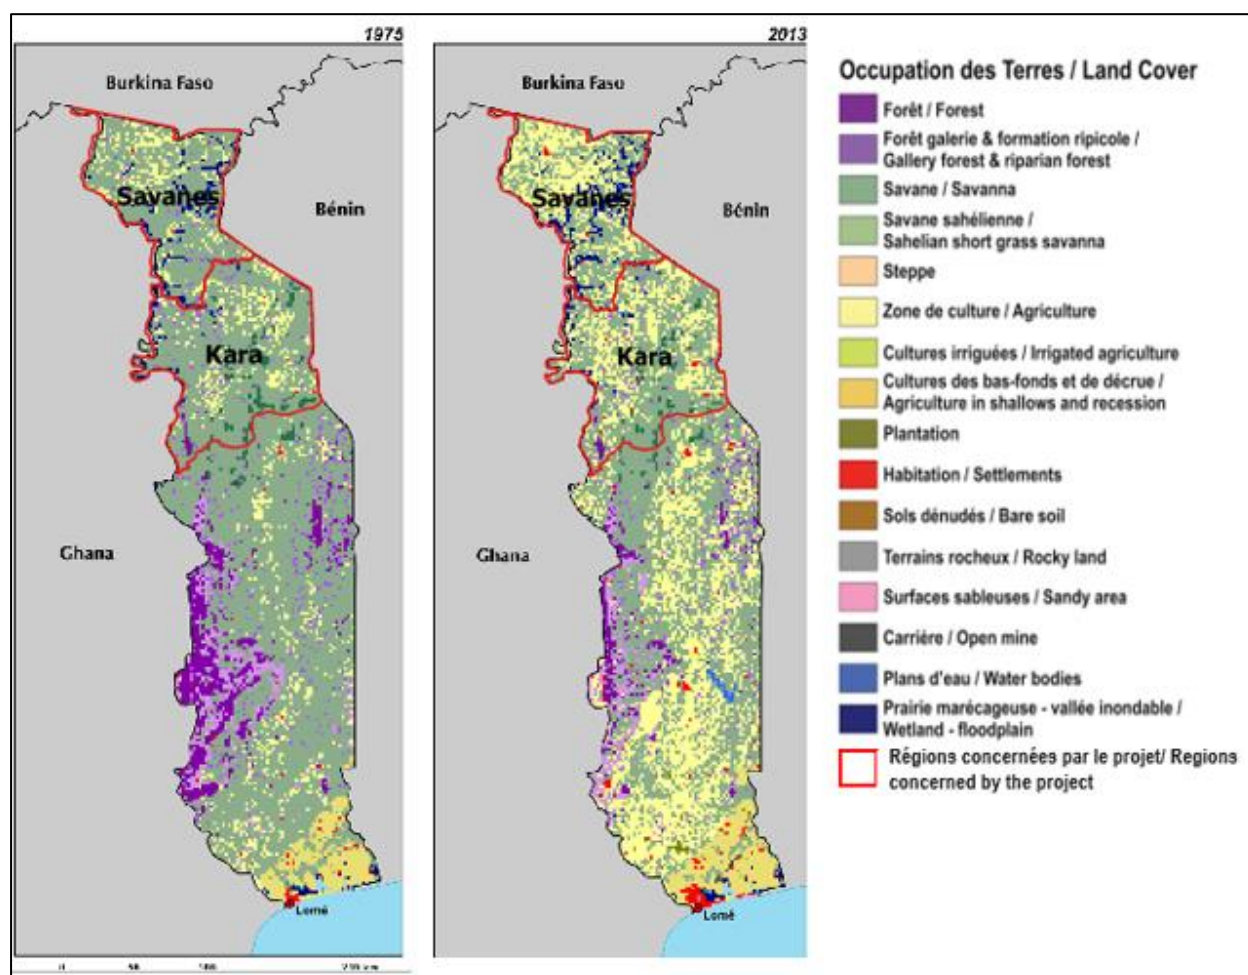 1975
Burkina Faso
Savanes
Bénin
Kara
Ghana
Lomé
2013
Burkina Faso
Savanes
Bénin
Kara
Ghana
Lomé
Occupation des Terres / Land Cover
Forêt / Forest
Forêt galerie & formation ripicole /
Gallery forest & riparian forest
Savane / Savanna
Savane sahélienne /
Sahelian short grass savanna
Steppe
Zone de culture / Agriculture
Cultures irriguées / Irrigated agriculture
Cultures des bas-fonds et de décrue /
Agriculture in shallows and recession
Plantation
Habitation / Settlements
Sols dénudés / Bare soil
Terrains rocheux / Rocky land
Surfaces sableuses / Sandy area
Carrière / Open mine
Plans d'eau / Water bodies
Prairie marécageuse - vallée inondable /
Wetland - floodplain
Régions concernées par le projet/ Regions
concerned by the project